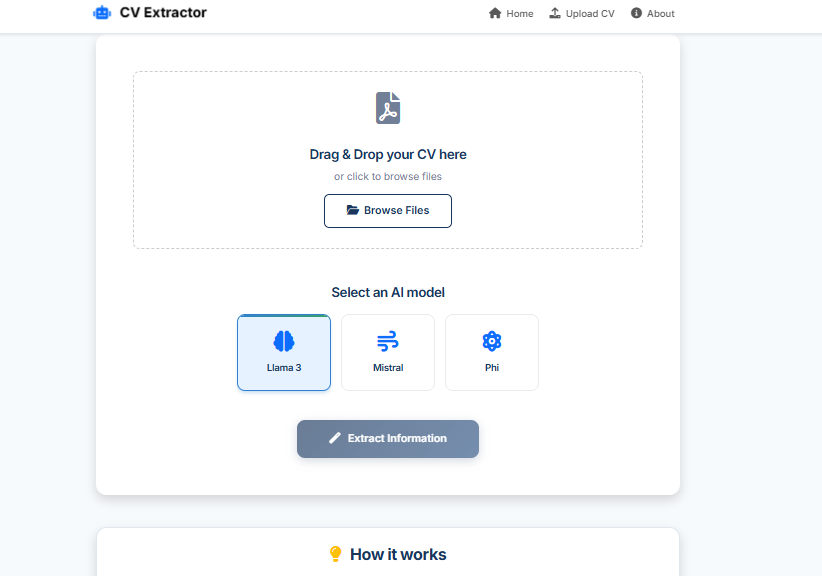 CV Extractor
Home Upload CV About
Drag & Drop your CV here
or click to browse files
Browse Files
Select an AI model
Llama 3 Mistral Phi
Extract Information
How it works